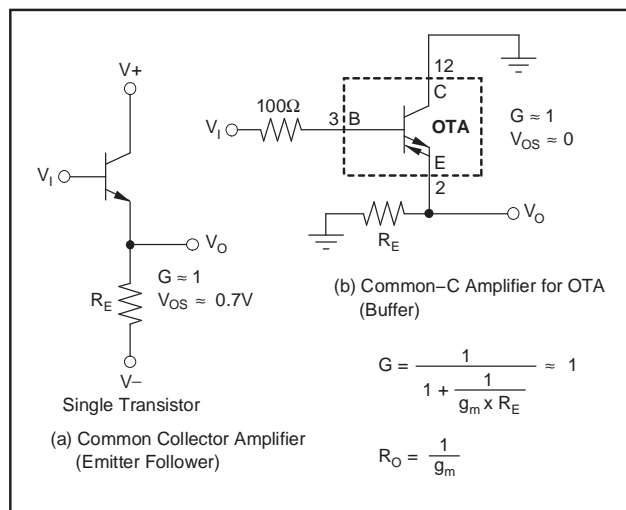 V+
V_I
V_O
R_E
G ≈ 1
V_OS ≈ 0.7V
V−
Single Transistor
(a) Common Collector Amplifier
(Emitter Follower)
12
C
100Ω
3
B
V_I
OTA
E
2
G ≈ 1
V_OS ≈ 0
V_O
R_E
(b) Common−C Amplifier for OTA
(Buffer)
G = 1 / (1 + 1 / (g_m x R_E)) ≈ 1
R_O = 1 / g_m